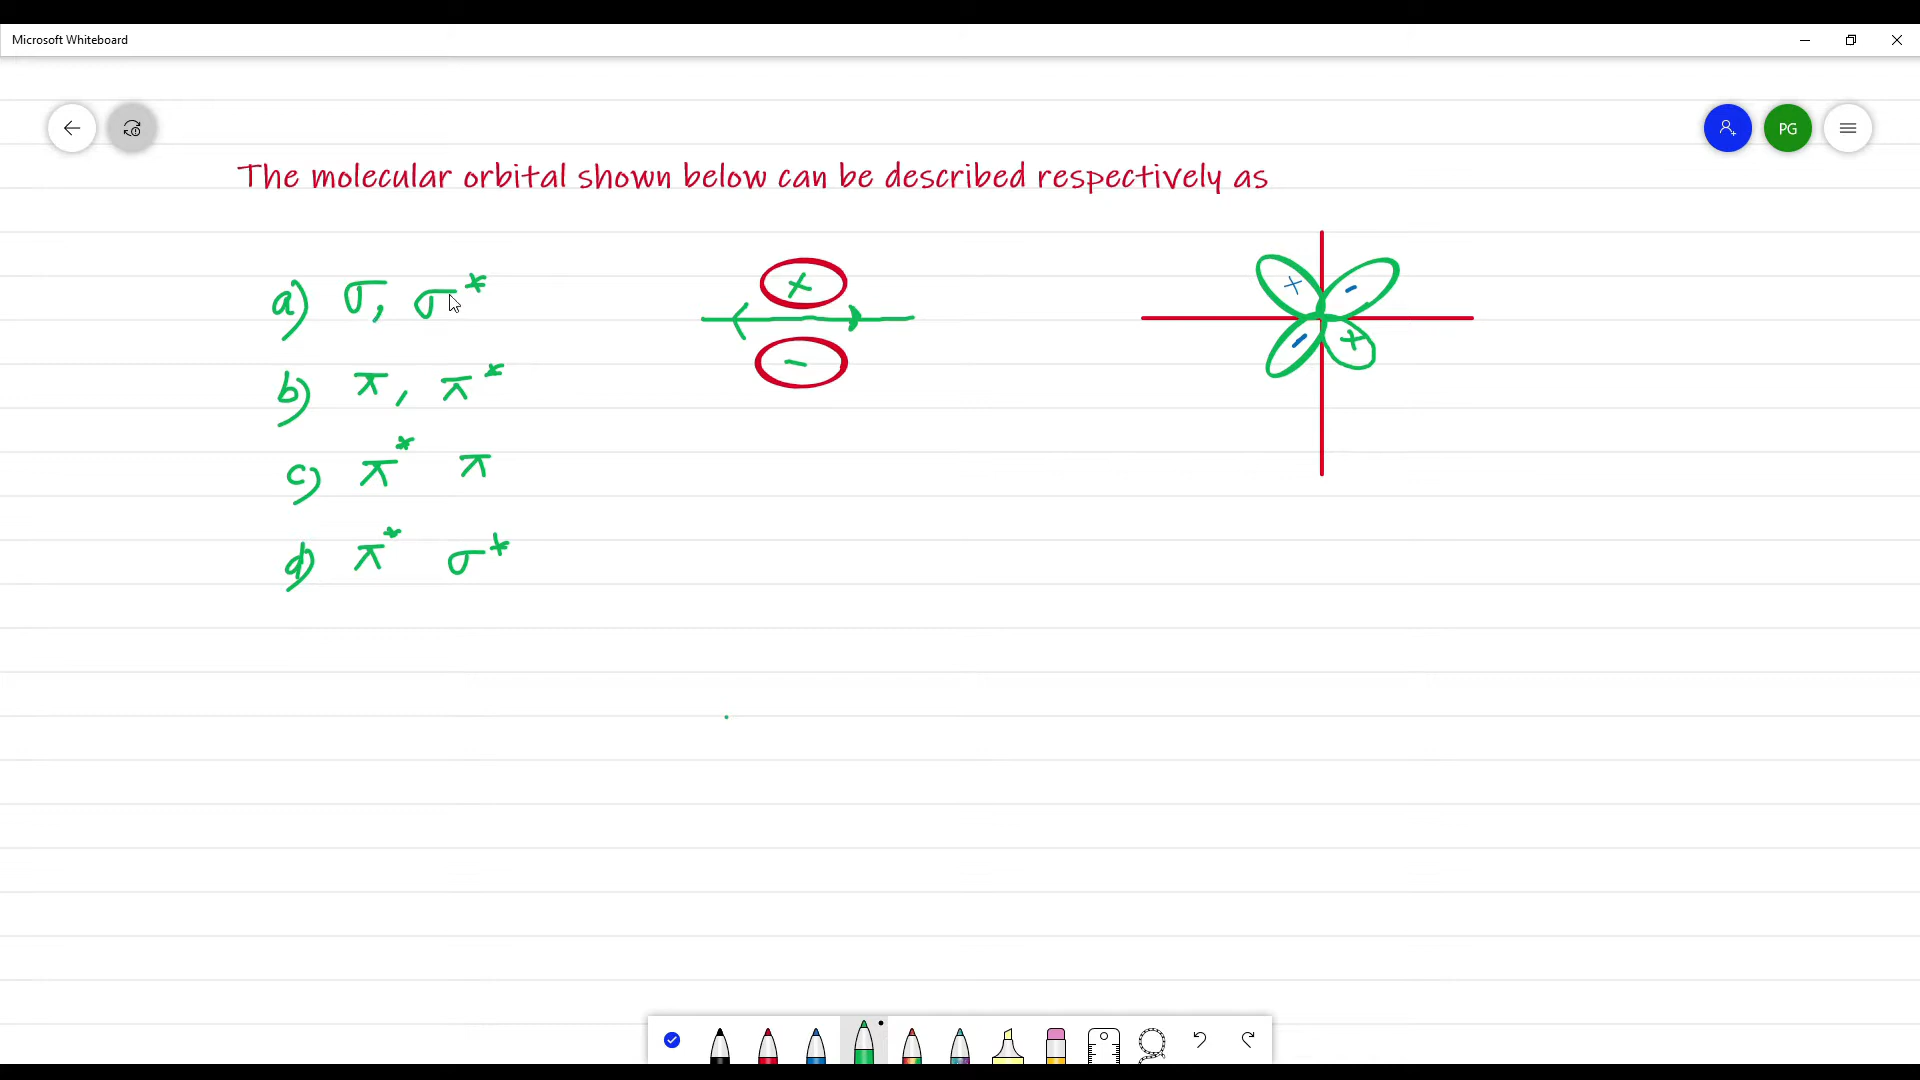 Microsoft Whiteboard
PG
The molecular orbital shown below can be described respectively as
a) σ, σ*
b) π, π*
c) π* π
d) π* σ*
+
-
+ -
- +